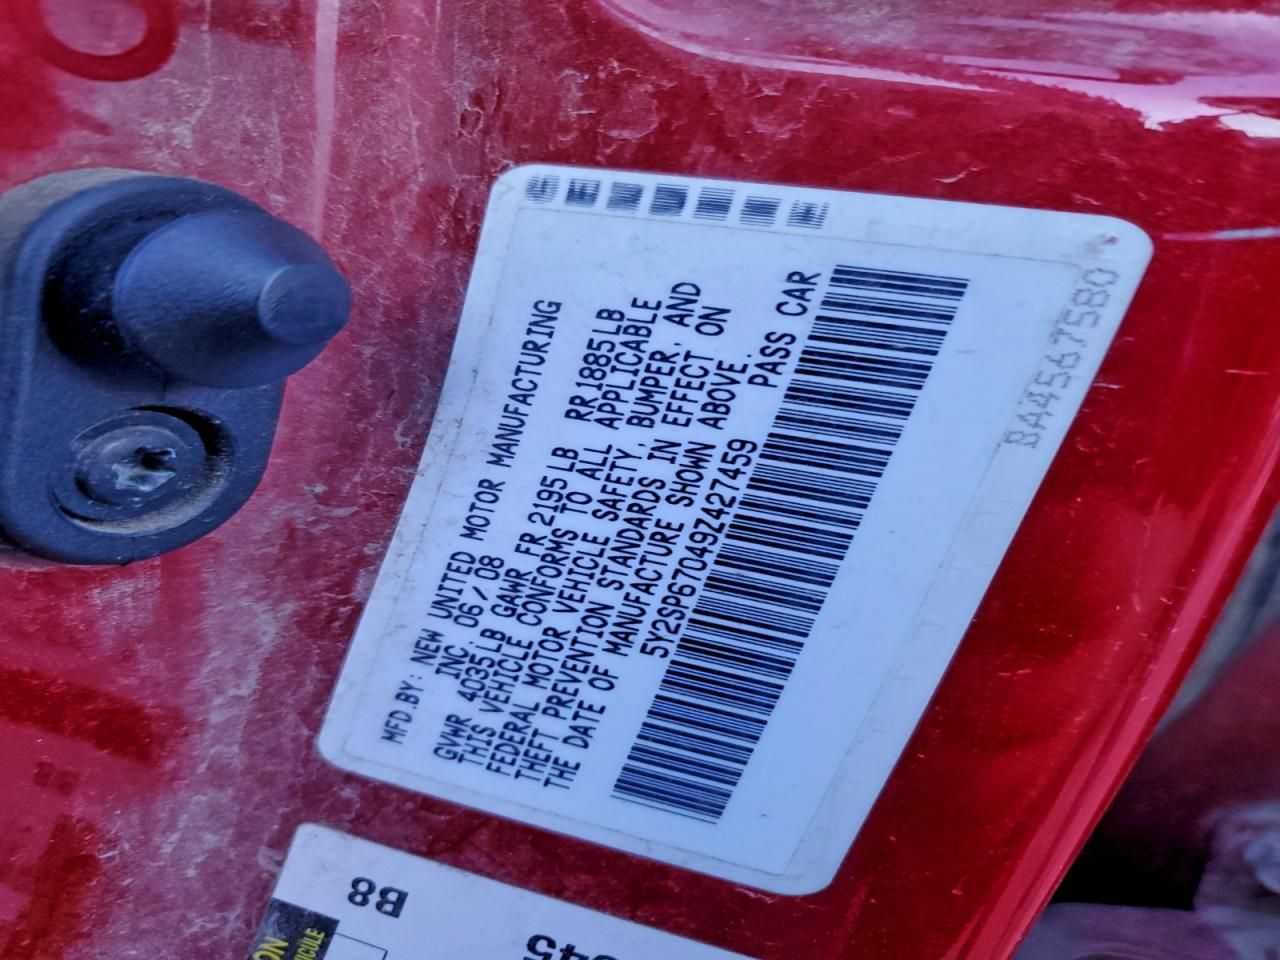 MFD.BY: NEW UNITED MOTOR MANUFACTURING
INC. 06/08
GVWR 4035LB GAWR FR 2195LB RR 1885LB
THIS VEHICLE CONFORMS TO ALL APPLICABLE
FEDERAL MOTOR VEHICLE SAFETY, BUMPER, AND
THEFT PREVENTION STANDARDS IN EFFECT ON
THE DATE OF MANUFACTURE SHOWN ABOVE.
5Y2SP67049Z427459 PASS CAR
BA4567580
B8